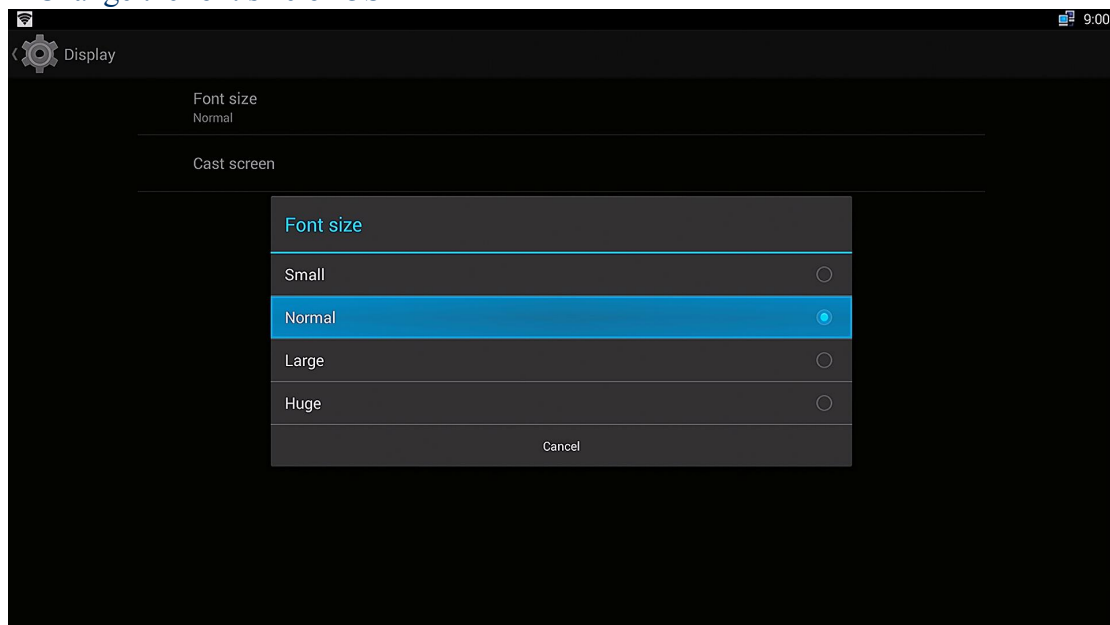 9:00
Display
Font size
Normal
Cast screen
Font size
Small
Normal
Large
Huge
Cancel